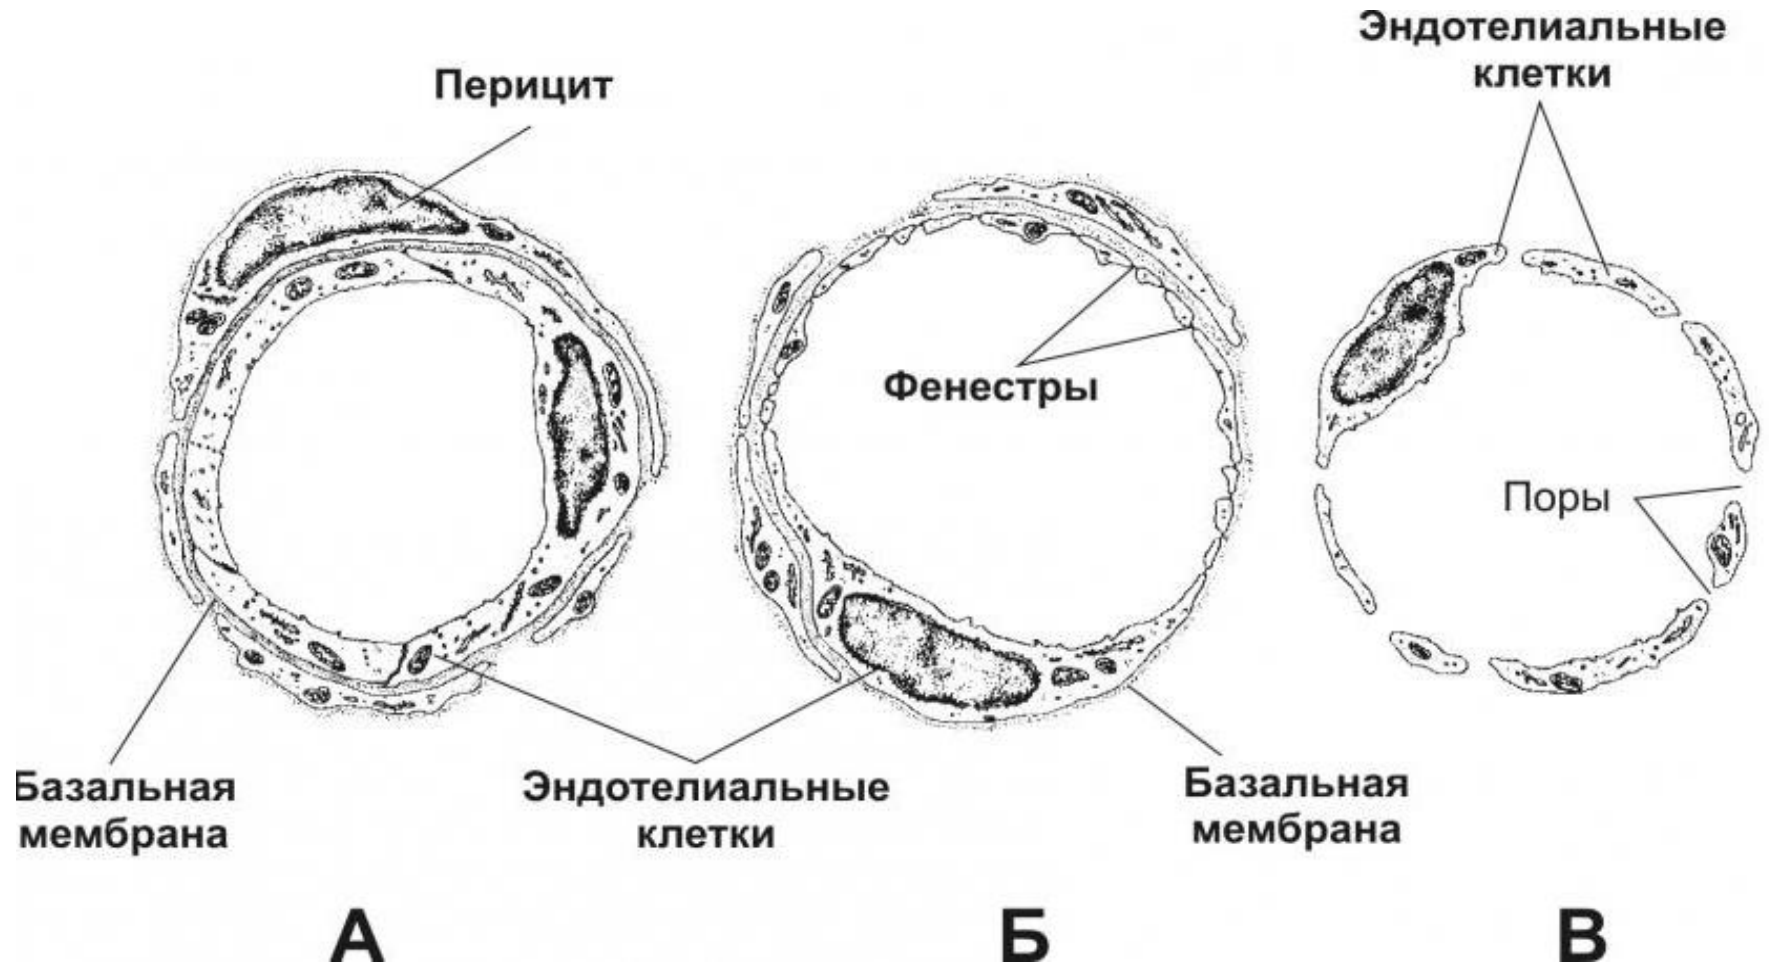 Эндотелиальные
клетки
Перицит
Фенестры
Поры
Базальная
мембрана
Эндотелиальные
клетки
Базальная
мембрана
А
Б
В